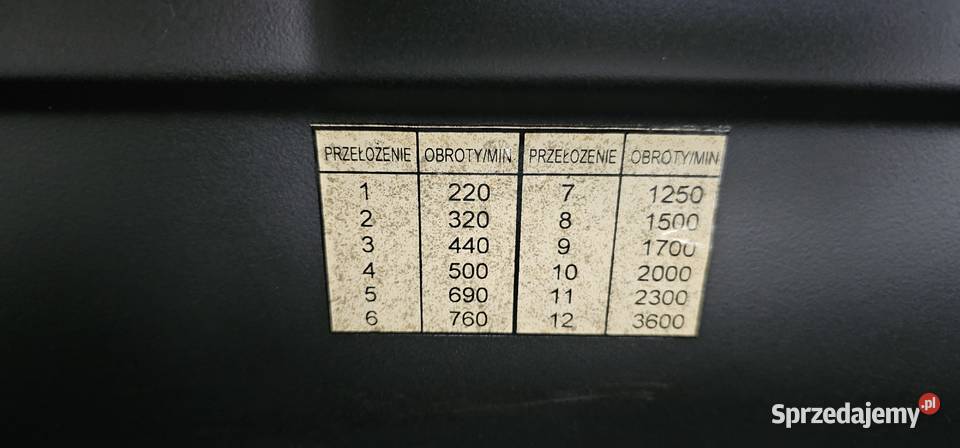 PRZEŁOŻENIE OBROTY/MIN PRZEŁOŻENIE OBROTY/MIN
1 220 7 1250
2 320 8 1500
3 440 9 1700
4 500 10 2000
5 690 11 2300
6 760 12 3600
Sprzedajemy.pl